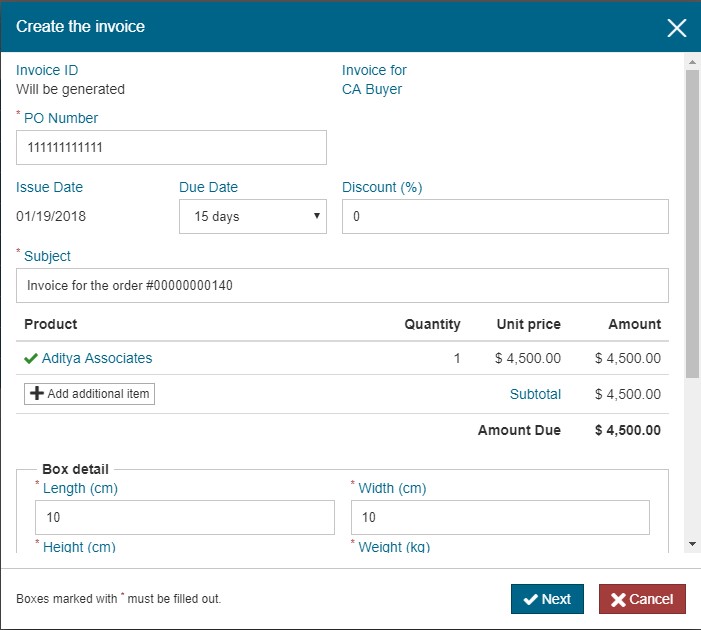 Create the invoice
Invoice ID
Invoice for
Will be generated
CA Buyer
* PO Number
111111111111
Issue Date
Due Date
Discount (%)
01/19/2018
15 days
0
* Subject
Invoice for the order #00000000140
Product Quantity Unit price Amount
Aditya Associates 1 $ 4,500.00 $ 4,500.00
Add additional item
Subtotal $ 4,500.00
Amount Due $ 4,500.00
Box detail
* Length (cm)
* Width (cm)
10
10
* Height (cm)
* Weight (kg)
Boxes marked with * must be filled out.
Next
Cancel